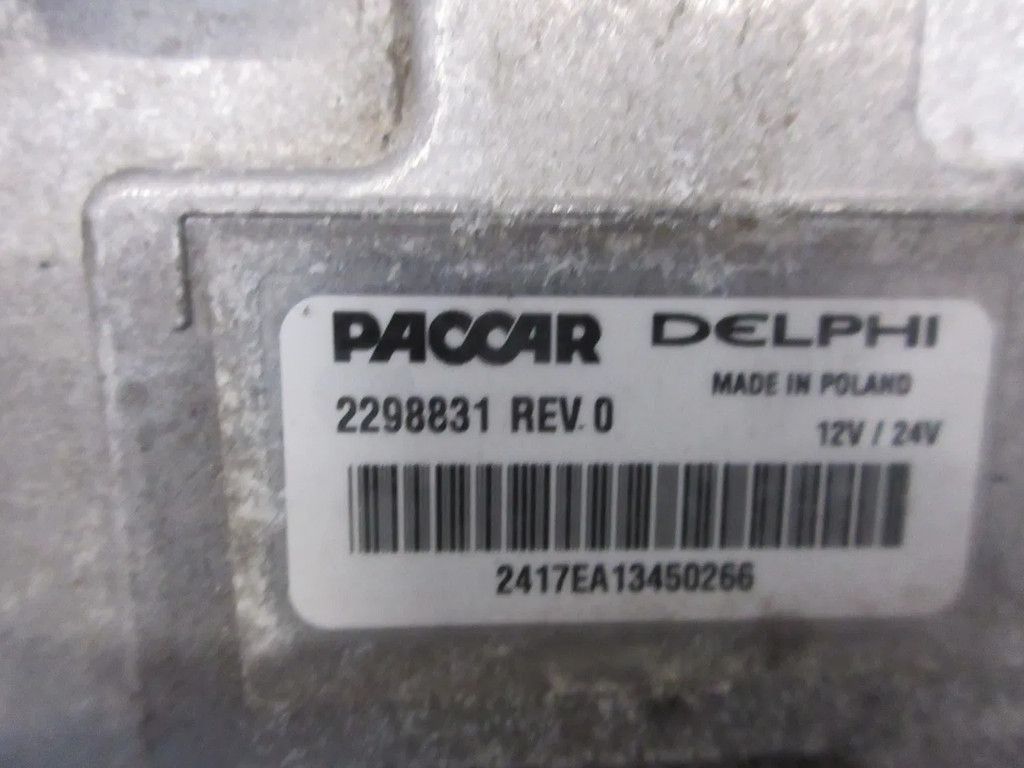 PACCAR DELPHI
MADE IN POLAND
2298831 REV. 0
12V / 24V
2417EA13450266